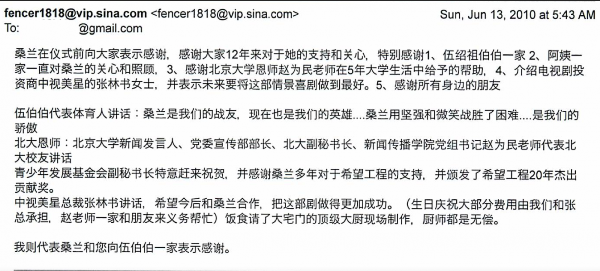 fencer1818@vip.sina.com <fencer1818@vip.sina.com>
Sun, Jun 13, 2010 at 5:43 AM
To: @gmail.com
桑兰在仪式前向大家表示感谢，感谢大家12年来对于她的支持和关心，特别感谢1、伍绍祖伯伯一家 2、阿姨一
家一直对桑兰的关心和照顾，3、感谢北京大学恩师赵为民老师在5年大学生活中给予的帮助，4、介绍电视剧投
资商中视美星的张林书女士，并表示未来要将这部情景喜剧做到最好。5、感谢所有身边的朋友
伍伯伯代表体育人讲话：桑兰是我们的战友，现在也是我们的英雄....桑兰用坚强和微笑战胜了困难....是我们的
骄傲
北大恩师：北京大学新闻发言人、党委宣传部部长、北大副秘书长、新闻传播学院党组书记赵为民老师代表北
大校友讲话
青少年发展基金会副秘书长特意赶来祝贺，并感谢桑兰多年对于希望工程的支持，并颁发了希望工程20年杰出
贡献奖。
中视美星总裁张林书讲话，希望今后和桑兰合作，把这部剧做得更加成功。（生日庆祝大部分费用由我们和张
总承担，赵老师一家和朋友来义务帮忙）饭食请了大宅门的顶级大厨现场制作，厨师都是无偿。
我则代表桑兰和您向伍伯伯一家表示感谢。